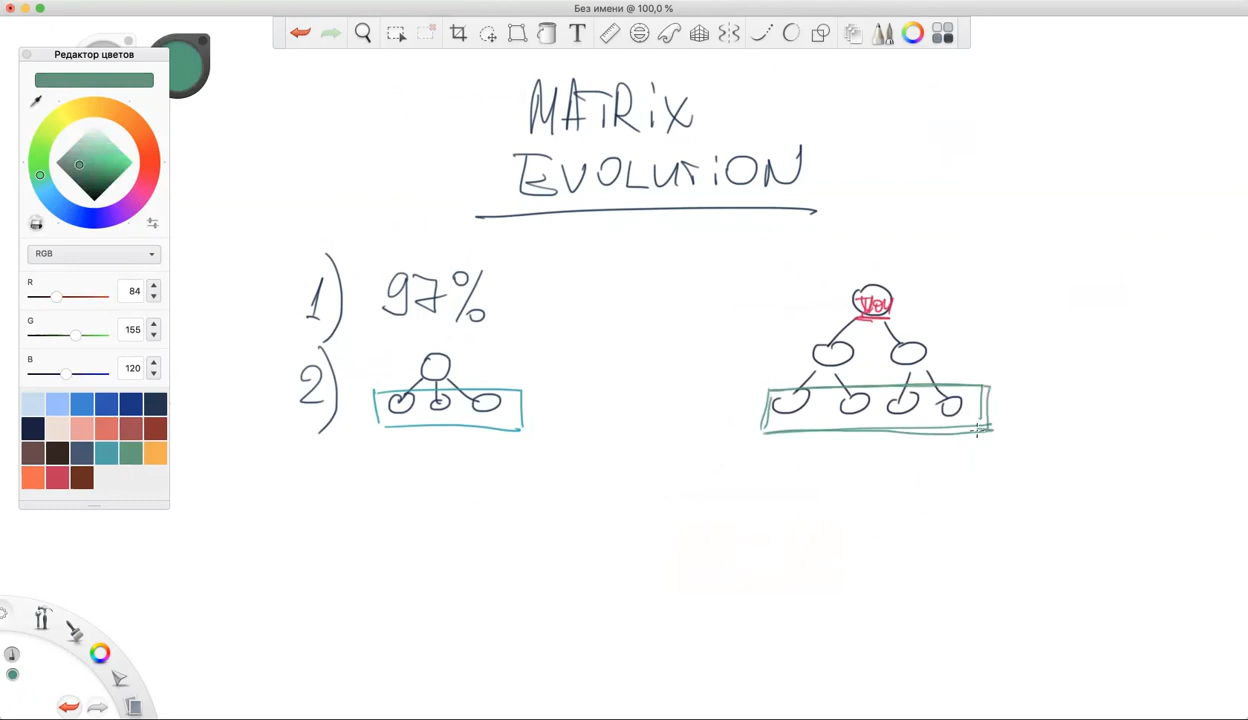 Без имени @ 100,0 %
Редактор цветов
MATRiX
EVOLUTiON
RGB
R 84
G 155
B 120
1) 97%
2)
You